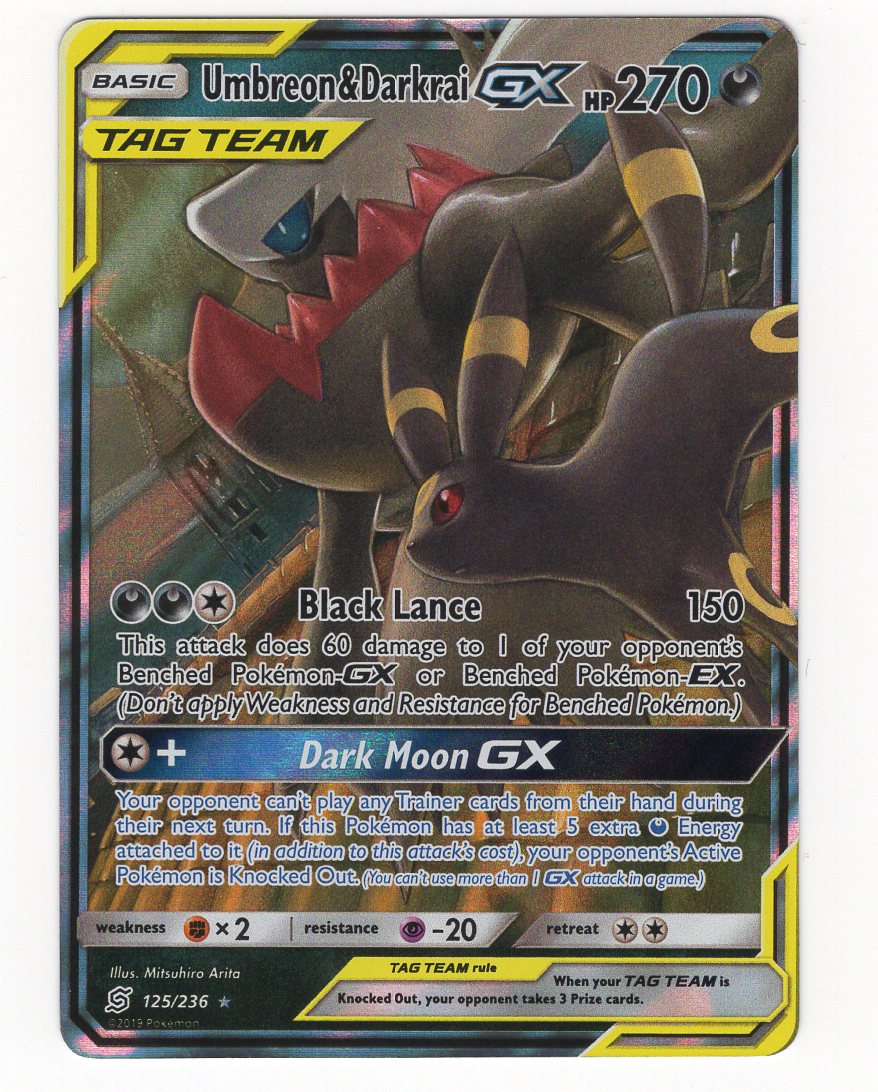 BASIC Umbreon&Darkrai GX HP270
TAG TEAM
Black Lance 150
This attack does 60 damage to 1 of your opponent's
Benched Pokémon-GX or Benched Pokémon-EX.
(Don't apply Weakness and Resistance for Benched Pokémon.)
+ Dark Moon GX
Your opponent can't play any Trainer cards from their hand during
their next turn. If this Pokémon has at least 5 extra Energy
attached to it (in addition to this attack's cost), your opponent's Active
Pokémon is Knocked Out. (You can't use more than 1 GX attack in a game.)
weakness ×2 resistance -20 retreat
Illus. Mitsuhiro Arita
125/236
©2019 Pokémon
TAG TEAM rule
When your TAG TEAM is
Knocked Out, your opponent takes 3 Prize cards.